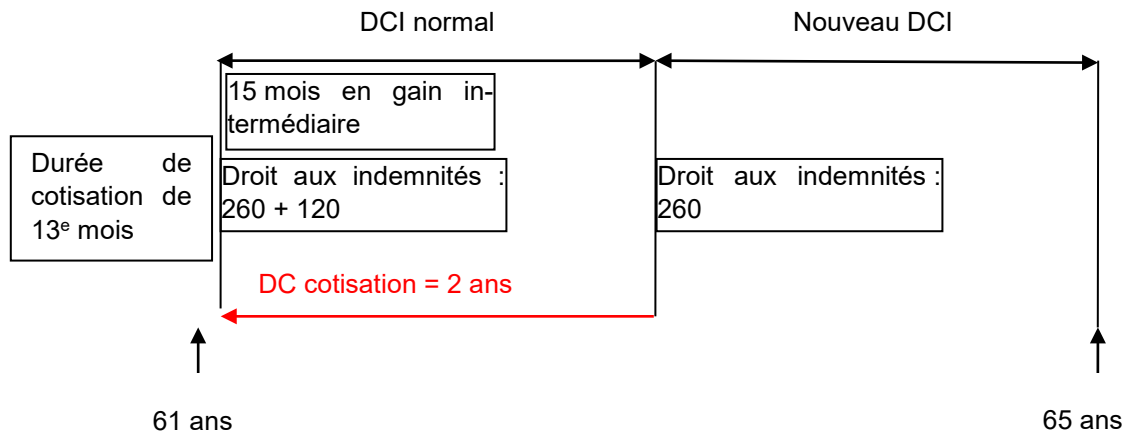 DCI normal
Nouveau DCI
15 mois en gain in-
termédiaire
Durée de
cotisation de
13e mois
Droit aux indemnités :
260 + 120
Droit aux indemnités :
260
DC cotisation = 2 ans
61 ans
65 ans